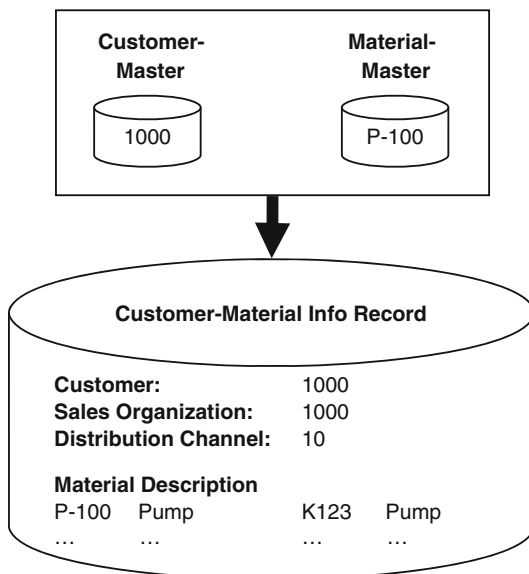 Customer-
Master
Material-
Master
1000
P-100
Customer-Material Info Record
Customer: 1000
Sales Organization: 1000
Distribution Channel: 10
Material Description
P-100 Pump K123 Pump
… … … …